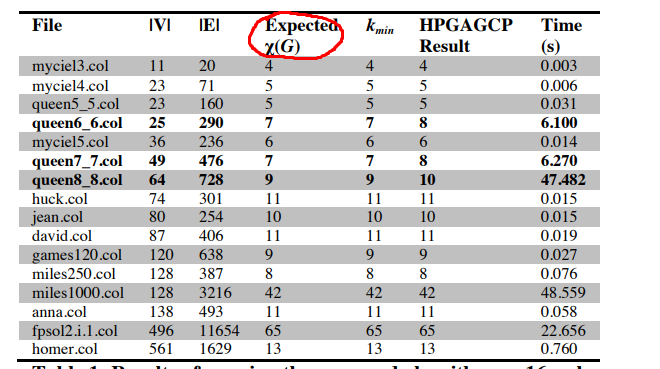 File |V| |E| Expected k_min HPGAGCP Time
χ(G) Result (s)
myciel3.col 11 20 4 4 4 0.003
myciel4.col 23 71 5 5 5 0.006
queen5_5.col 23 160 5 5 5 0.031
queen6_6.col 25 290 7 7 8 6.100
myciel5.col 36 236 6 6 6 0.014
queen7_7.col 49 476 7 7 8 6.270
queen8_8.col 64 728 9 9 10 47.482
huck.col 74 301 11 11 11 0.015
jean.col 80 254 10 10 10 0.015
david.col 87 406 11 11 11 0.019
games120.col 120 638 9 9 9 0.027
miles250.col 128 387 8 8 8 0.076
miles1000.col 128 3216 42 42 42 48.559
anna.col 138 493 11 11 11 0.058
fpsol2.i.1.col 496 11654 65 65 65 22.656
homer.col 561 1629 13 13 13 0.760